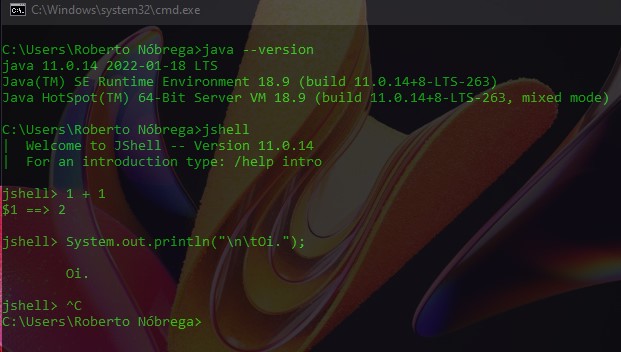 C:\Windows\system32\cmd.exe
C:\Users\Roberto Nóbrega>java --version
java 11.0.14 2022-01-18 LTS
Java(TM) SE Runtime Environment 18.9 (build 11.0.14+8-LTS-263)
Java HotSpot(TM) 64-Bit Server VM 18.9 (build 11.0.14+8-LTS-263, mixed mode)
C:\Users\Roberto Nóbrega>jshell
|  Welcome to JShell -- Version 11.0.14
|  For an introduction type: /help intro
jshell> 1 + 1
$1 ==> 2
jshell> System.out.println("\n\tOi.");
Oi.
jshell> ^C
C:\Users\Roberto Nóbrega>